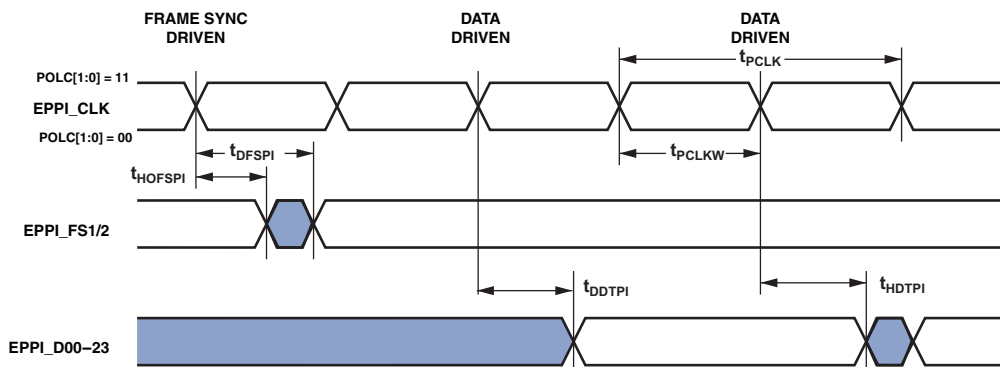 FRAME SYNC
DRIVEN
DATA
DRIVEN
DATA
DRIVEN
tPCLK
POLC[1:0] = 11
EPPI_CLK
POLC[1:0] = 00
tDFSPI
tPCLKW
tHOFSPI
EPPI_FS1/2
tDDTPI
tHDTPI
EPPI_D00–23